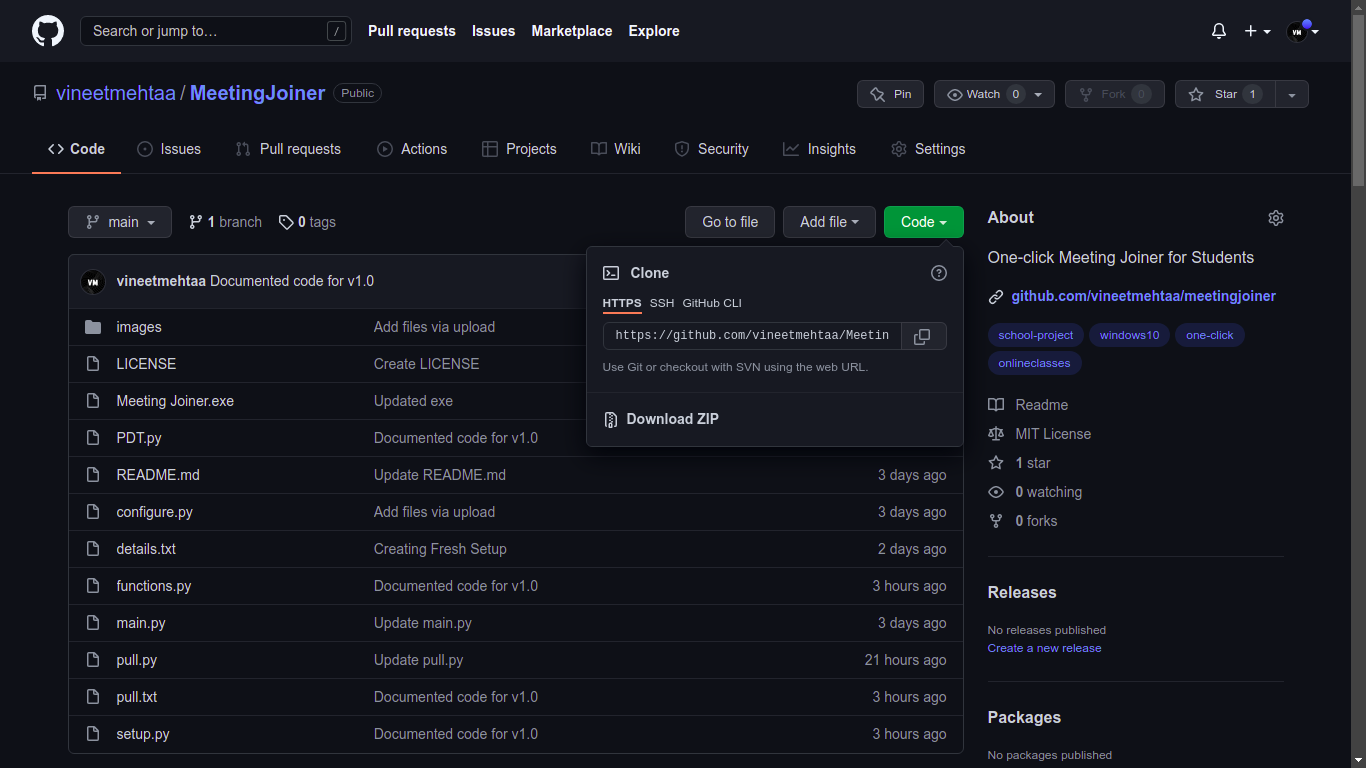 Search or jump to… /
Pull requests Issues Marketplace Explore
vineetmehtaa / MeetingJoiner Public
Pin Watch 0 Fork 0 Star 1
Code Issues Pull requests Actions Projects Wiki Security Insights Settings
main 1 branch 0 tags
Go to file Add file Code
VM vineetmehtaa Documented code for v1.0
images Add files via upload
LICENSE Create LICENSE
Meeting Joiner.exe Updated exe
PDT.py Documented code for v1.0
README.md Update README.md 3 days ago
configure.py Add files via upload 3 days ago
details.txt Creating Fresh Setup 2 days ago
functions.py Documented code for v1.0 3 hours ago
main.py Update main.py 3 days ago
pull.py Update pull.py 21 hours ago
pull.txt Documented code for v1.0 3 hours ago
setup.py Documented code for v1.0 3 hours ago
Clone
HTTPS SSH GitHub CLI
https://github.com/vineetmehtaa/Meetin
Use Git or checkout with SVN using the web URL.
Download ZIP
About
One-click Meeting Joiner for Students
github.com/vineetmehtaa/meetingjoiner
school-project windows10 one-click
onlineclasses
Readme
MIT License
1 star
0 watching
0 forks
Releases
No releases published
Create a new release
Packages
No packages published